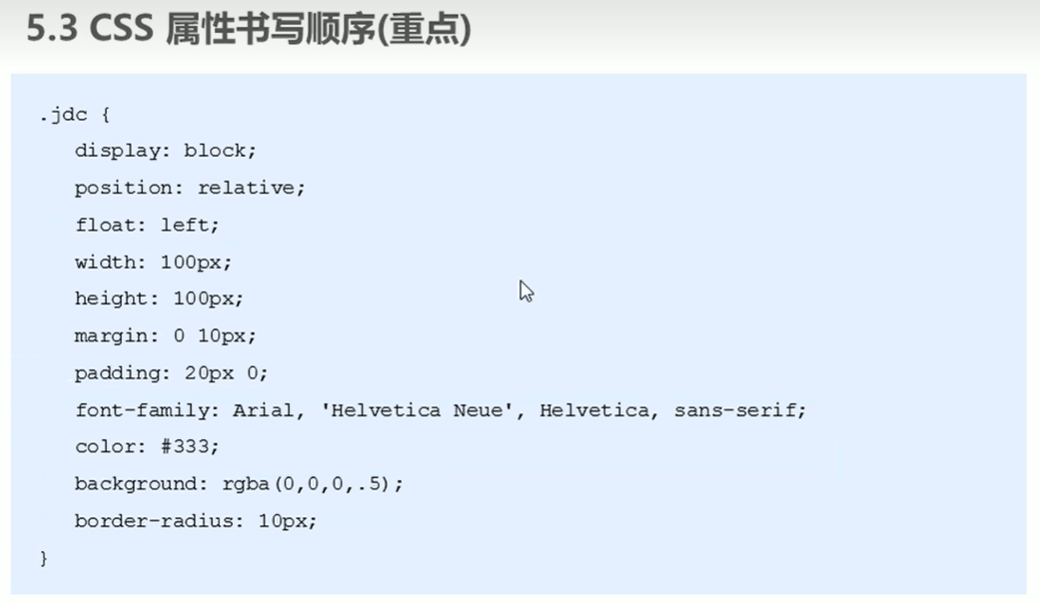 5.3 CSS 属性书写顺序(重点)
.jdc {
display: block;
position: relative;
float: left;
width: 100px;
height: 100px;
margin: 0 10px;
padding: 20px 0;
font-family: Arial, 'Helvetica Neue', Helvetica, sans-serif;
color: #333;
background: rgba(0,0,0,.5);
border-radius: 10px;
}